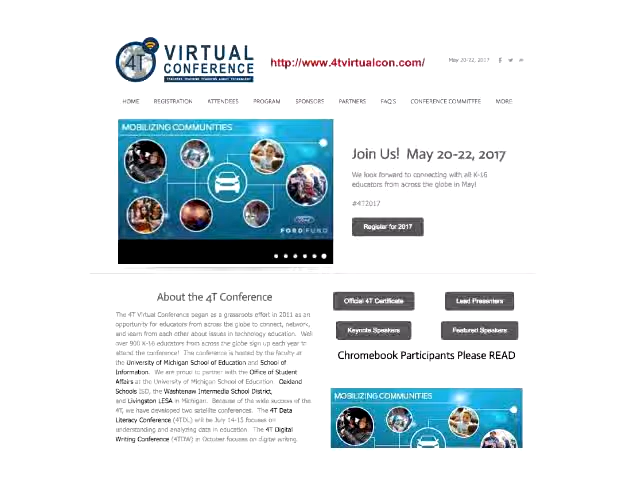 4T VIRTUAL
CONFERENCE
TEACHERS TEACHING TEACHERS ABOUT TECHNOLOGY
http://www.4tvirtualcon.com/
May 20-22, 2017
HOME REGISTRATION ATTENDEES PROGRAM SPONSORS PARTNERS FAQ'S CONFERENCE COMMITTEE MORE
MOBILIZING COMMUNITIES
FORD FUND
Join Us! May 20-22, 2017
We look forward to connecting with all K-16
educators from across the globe in May!
#4T2017
Register for 2017
About the 4T Conference
The 4T Virtual Conference began as a grassroots effort in 2011 as an
opportunity for educators from across the globe to connect, network,
and learn from each other about issues in technology education. Well
over 900 K-16 educators from across the globe sign up each year to
attend the conference! The conference is hosted by the faculty at
the University of Michigan School of Education and School of
Information. We are proud to partner with the Office of Student
Affairs at the University of Michigan School of Education, Oakland
Schools ISD, the Washtenaw Intermedia School District,
and Livingston LESA in Michigan. Because of the wide success of the
4T, we have developed two satellite conferences. The 4T Data
Literacy Conference (4TDL) will be July 14-15 focuses on
understanding and analyzing data in education. The 4T Digital
Writing Conference (4TDW) in October focuses on digital writing.
Official 4T Certificate
Lead Presenters
Keynote Speakers
Featured Speakers
Chromebook Participants Please READ
MOBILIZING COMMUNITIES